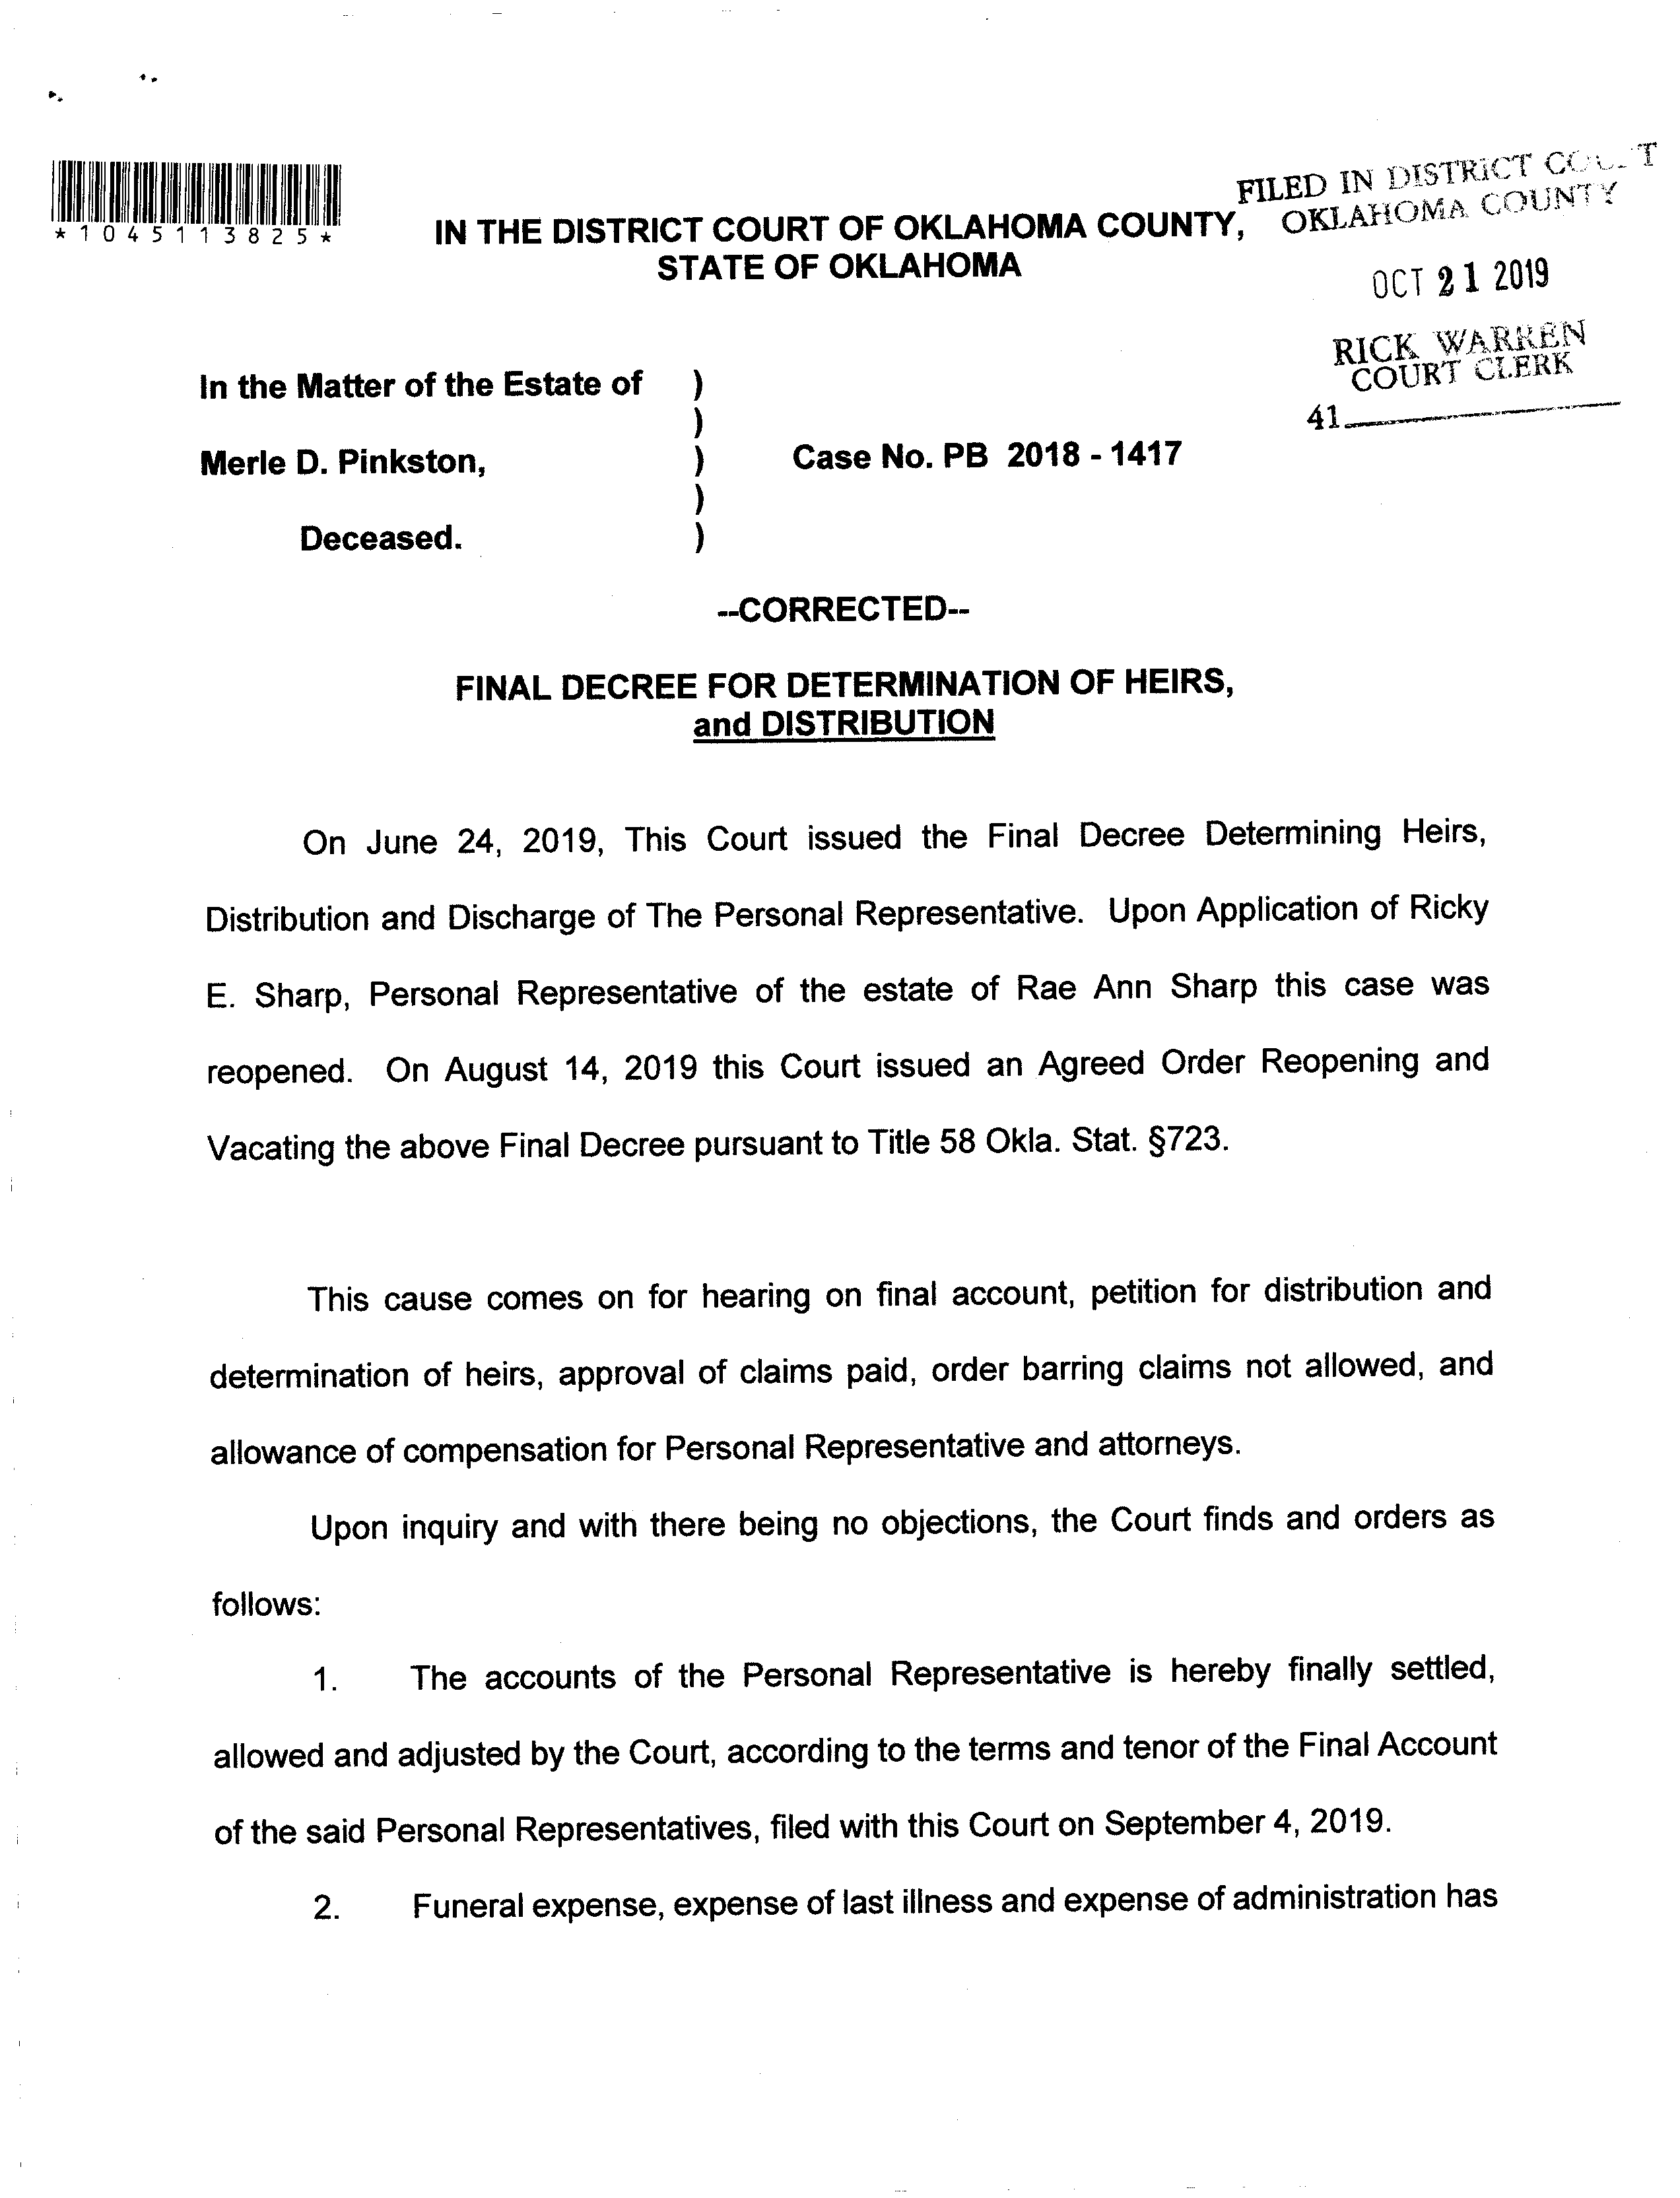 FILED IN DISTRICT
OKLAHOMA COUNTY
*1045113825*
IN THE DISTRICT COURT OF OKLAHOMA COUNTY,
STATE OF OKLAHOMA
OCT 21 2019
RICK WARREN
COURT CLERK
41
In the Matter of the Estate of )
)
Merle D. Pinkston, ) Case No. PB 2018 - 1417
)
Deceased. )
--CORRECTED--
FINAL DECREE FOR DETERMINATION OF HEIRS,
and DISTRIBUTION
On June 24, 2019, This Court issued the Final Decree Determining Heirs,
Distribution and Discharge of The Personal Representative. Upon Application of Ricky
E. Sharp, Personal Representative of the estate of Rae Ann Sharp this case was
reopened. On August 14, 2019 this Court issued an Agreed Order Reopening and
Vacating the above Final Decree pursuant to Title 58 Okla. Stat. §723.
This cause comes on for hearing on final account, petition for distribution and
determination of heirs, approval of claims paid, order barring claims not allowed, and
allowance of compensation for Personal Representative and attorneys.
Upon inquiry and with there being no objections, the Court finds and orders as
follows:
1. The accounts of the Personal Representative is hereby finally settled,
allowed and adjusted by the Court, according to the terms and tenor of the Final Account
of the said Personal Representatives, filed with this Court on September 4, 2019.
2. Funeral expense, expense of last illness and expense of administration has